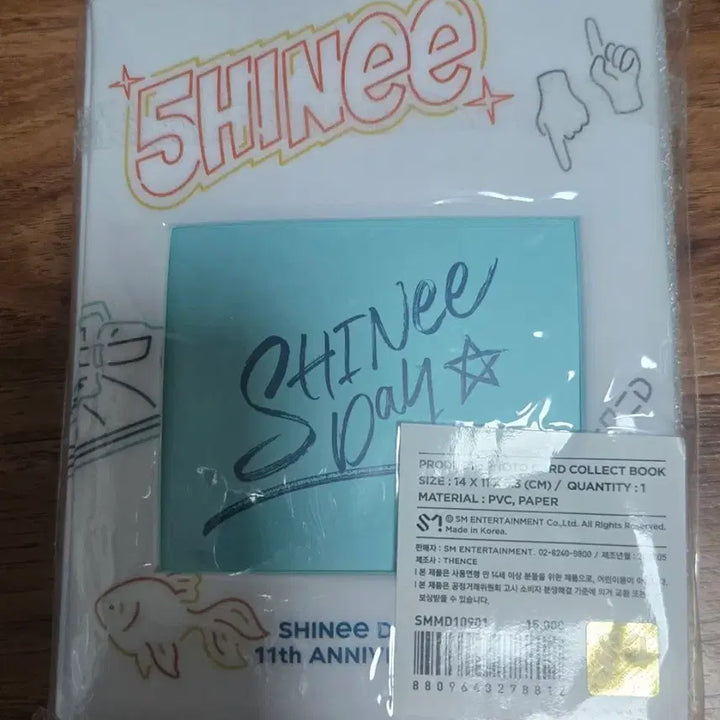 SHINee
SHINee
Day
PHOTO CARD COLLECT BOOK
SIZE : 14 X 11 (CM) / QUANTITY : 1
MATERIAL : PVC, PAPER
SM ⓒ SM ENTERTAINMENT Co.,Ltd. All Rights Reserved.
Made in Korea.
판매자 : SM ENTERTAINMENT. 02-6240-9800 / 제조년월 :
제조사 : THENCE
본 제품은 사용연령 만 14세 이상 분들을 위한 제품으로, 어린이용이
본 제품은 공정거래위원회 고시 소비자 분쟁해결 기준에 의거 교환 또는
보상받을 수 있습니다.
SMMD10901 15,000
SHINee D
11th ANNIV
8809640327881